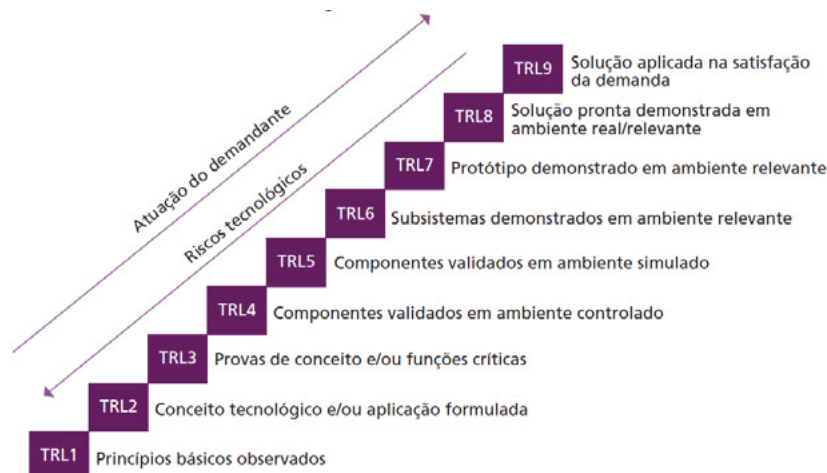 TRL9 Solução aplicada na satisfação
da demanda
TRL8 Solução pronta demonstrada em
ambiente real/relevante
Atuação do demandante
TRL7 Protótipo demonstrado em ambiente relevante
Riscos tecnológicos
TRL6 Subsistemas demonstrados em ambiente relevante
TRL5 Componentes validados em ambiente simulado
TRL4 Componentes validados em ambiente controlado
TRL3 Provas de conceito e/ou funções críticas
TRL2 Conceito tecnológico e/ou aplicação formulada
TRL1 Princípios básicos observados